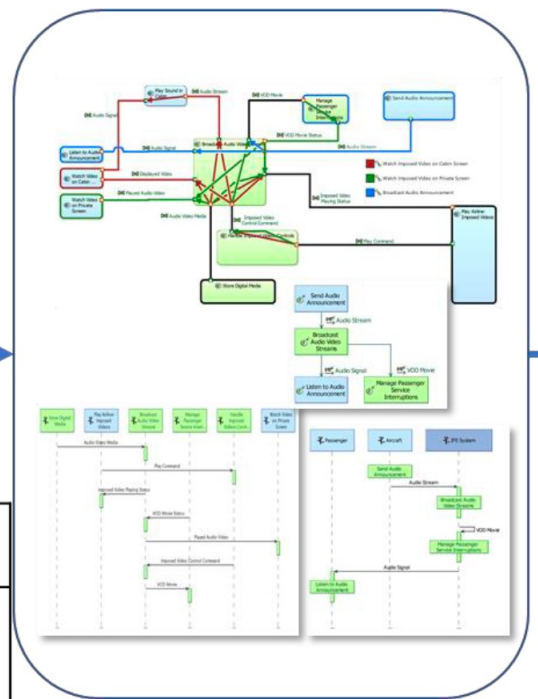 Play Sound in
Cabin
Audio Stream
VOD Movie
Manage
Passenger
Service
Interruptions
Send Audio Announcement
Audio Signal
VOD Movie Status
Listen to Audio
Announcement
Audio Signal
Broadcast Audio Video
Audio Stream
Watch Imposed Video on Cabin Screen
Watch Imposed Video on Private Screen
Broadcast Audio Announcement
Watch Video
on Cabin ...
Displayed Video
Watch Video
on Private
Screen
Played Audio Video
Imposed Video
Playing Status
Audio Video Media
Imposed Video
Control Command
Play Airline
Imposed Videos
Controls
Play Command
Store Digital Media
Send Audio
Announcement
Audio Stream
Broadcast
Audio Video
Streams
Audio Signal
VOD Movie
Listen to Audio
Announcement
Manage Passenger
Service
Interruptions
Store Digital
Media
Play Airline
Imposed
Videos
Broadcast
Audio Video
Streams
Manage
Passenger
Handle
Imposed
Watch Video
on Private
Screen
Audio Video Media
Play Command
Imposed Video Playing Status
VOD Movie Status
Played Audio Video
Imposed Video Control Command
VOD Movie
Passenger
Aircraft
IFE System
Send Audio
Announcement
Audio Stream
Broadcast Audio
Video Streams
VOD Movie
Manage Passenger
Service Interruptions
Audio Signal
Listen to Audio
Announcement